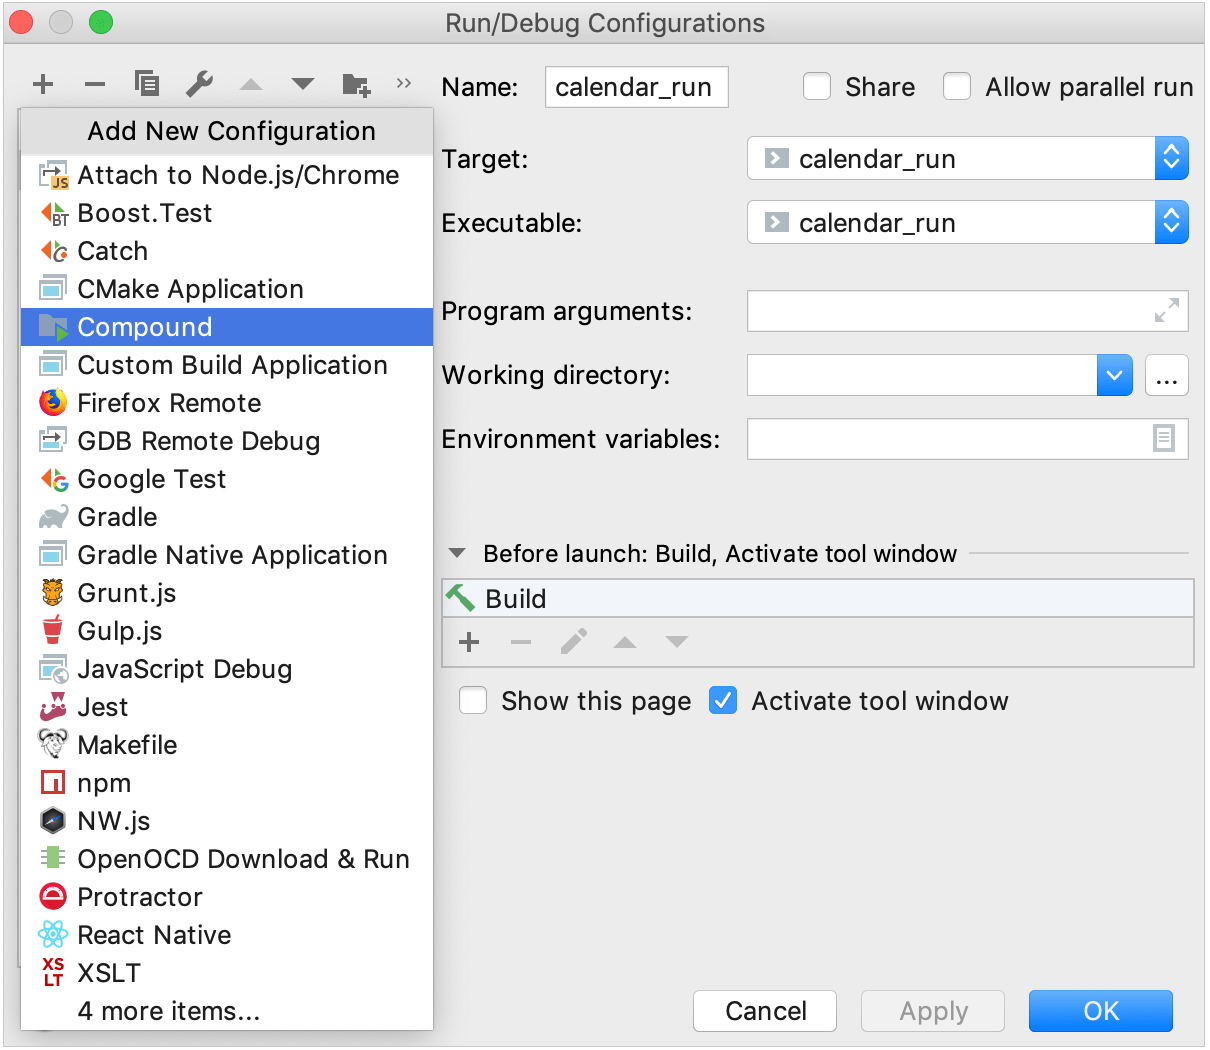 Run/Debug Configurations
Name: calendar_run Share Allow parallel run
Add New Configuration
Attach to Node.js/Chrome
Boost.Test
Catch
CMake Application
Compound
Custom Build Application
Firefox Remote
GDB Remote Debug
Google Test
Gradle
Gradle Native Application
Grunt.js
Gulp.js
JavaScript Debug
Jest
Makefile
npm
NW.js
OpenOCD Download & Run
Protractor
React Native
XSLT
4 more items...
Target: calendar_run
Executable: calendar_run
Program arguments:
Working directory: ...
Environment variables:
Before launch: Build, Activate tool window
Build
Show this page Activate tool window
Cancel Apply OK